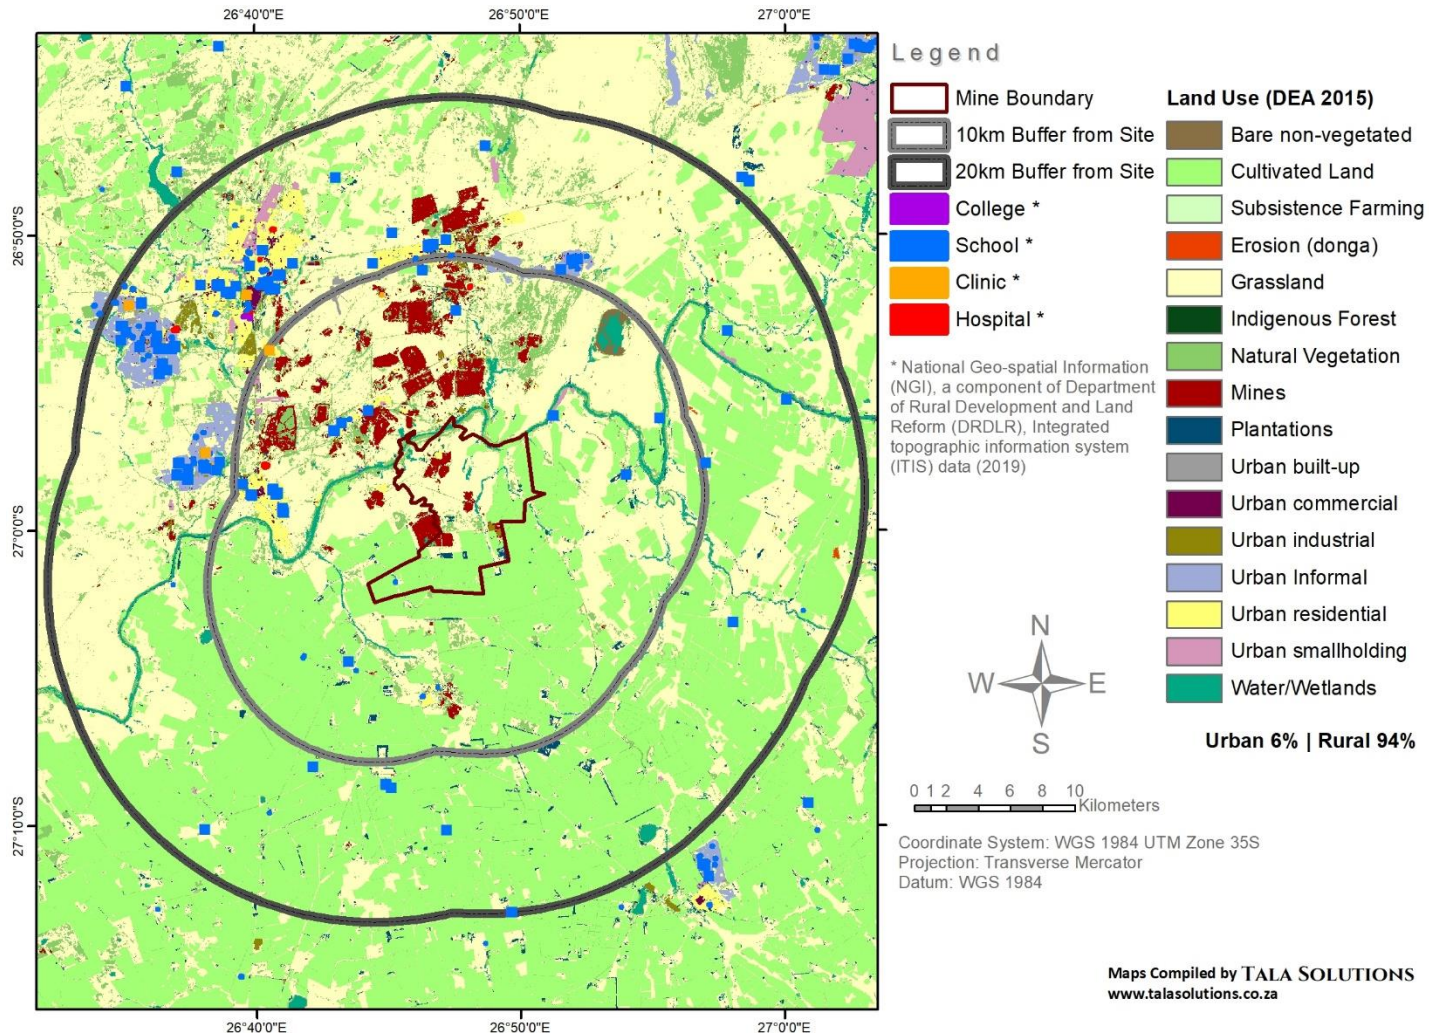 26°40'0"E 26°50'0"E 27°0'0"E
26°50'0"S
27°0'0"S
27°10'0"S
26°40'0"E 26°50'0"E 27°0'0"E
Legend
Mine Boundary
10km Buffer from Site
20km Buffer from Site
College *
School *
Clinic *
Hospital *
* National Geo-spatial Information
(NGI), a component of Department
of Rural Development and Land
Reform (DRDLR), Integrated
topographic information system
(ITIS) data (2019)
Land Use (DEA 2015)
Bare non-vegetated
Cultivated Land
Subsistence Farming
Erosion (donga)
Grassland
Indigenous Forest
Natural Vegetation
Mines
Plantations
Urban built-up
Urban commercial
Urban industrial
Urban Informal
Urban residential
Urban smallholding
Water/Wetlands
Urban 6% | Rural 94%
N
W E
S
0 1 2 4 6 8 10
Kilometers
Coordinate System: WGS 1984 UTM Zone 35S
Projection: Transverse Mercator
Datum: WGS 1984
Maps Compiled by TALA SOLUTIONS
www.talasolutions.co.za